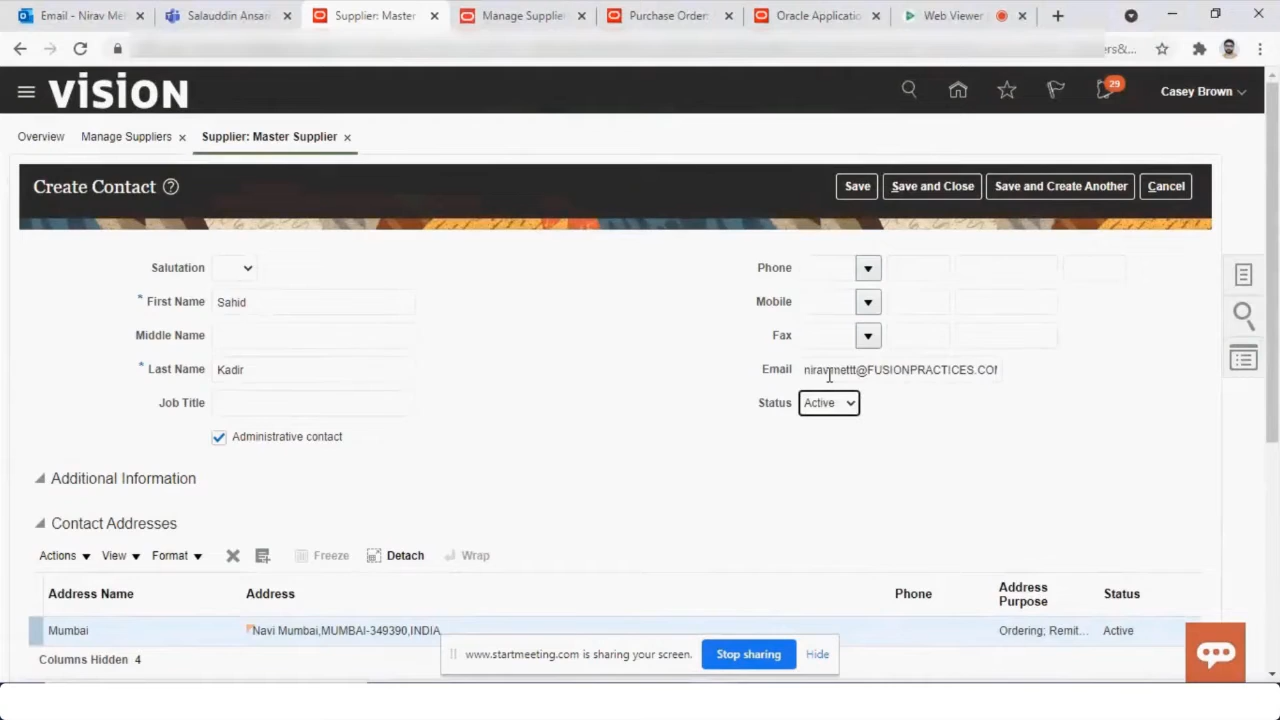 Email - Nirav Me
Salauddin Ansari
Supplier: Master
Manage Supplie
Purchase Order
Oracle Applicatio
Web Viewer
ers&...
vision
29
Casey Brown
Overview
Manage Suppliers
Supplier: Master Supplier
Create Contact
Save
Save and Close
Save and Create Another
Cancel
Salutation
* First Name Sahid
Middle Name
* Last Name Kadir
Job Title
Administrative contact
Phone
Mobile
Fax
Email
Status Active
Additional Information
Contact Addresses
Actions View Format Freeze Detach Wrap
Address Name Address Phone Address Purpose Status
Mumbai Navi Mumbai,MUMBAI-349390,INDIA Ordering; Remit... Active
Columns Hidden 4
www.startmeeting.com is sharing your screen. Stop sharing Hide